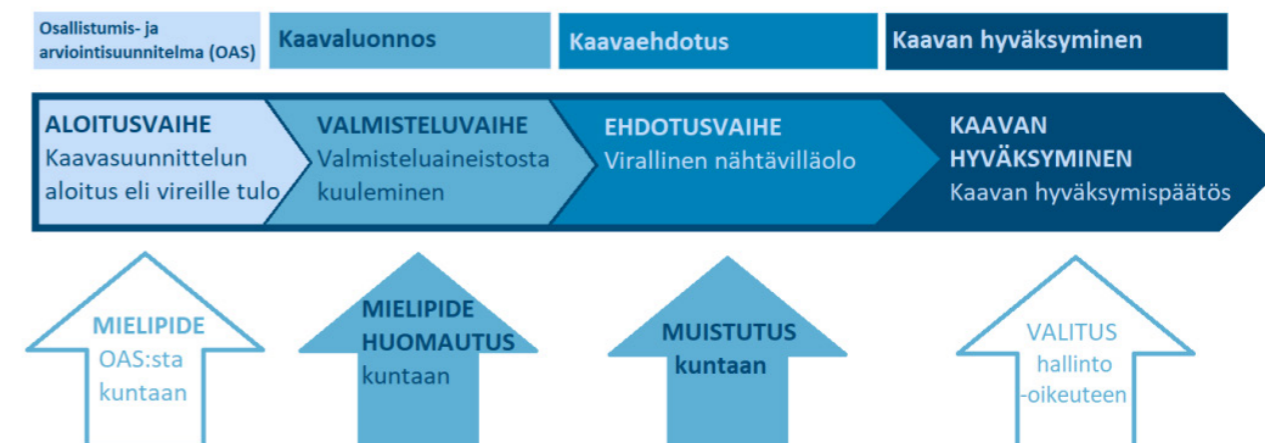 Osallistumis- ja
arviointisuunnitelma (OAS)
Kaavaluonnos
Kaavaehdotus
Kaavan hyväksyminen
ALOITUSVAIHE
Kaavasuunnittelun
aloitus eli vireille tulo
VALMISTELUVAIHE
Valmisteluaineistosta
kuuleminen
EHDOTUSVAIHE
Virallinen nähtävilläolo
KAAVAN
HYVÄKSYMINEN
Kaavan hyväksymispäätös
MIELIPIDE
OAS:sta
kuntaan
MIELIPIDE
HUOMAUTUS
kuntaan
MUISTUTUS
kuntaan
VALITUS
hallinto
-oikeuteen